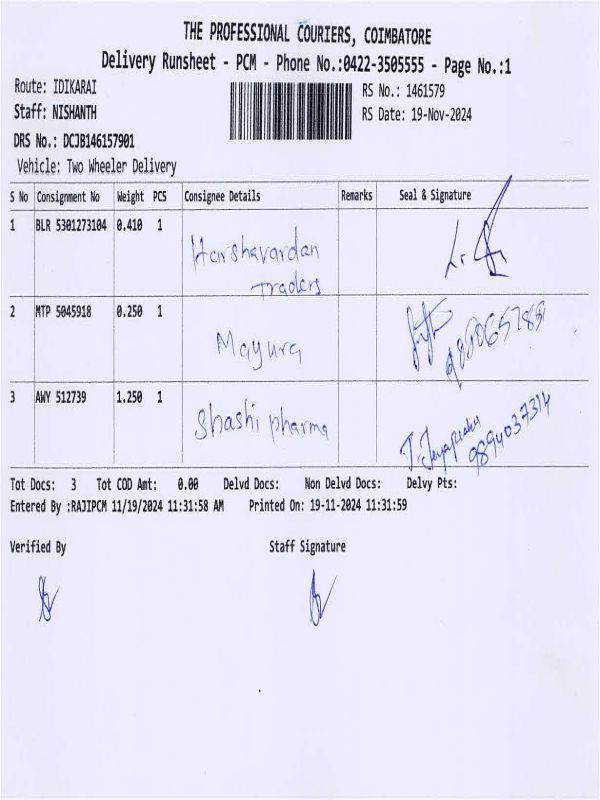 THE PROFESSIONAL COURIERS, COIMBATORE
Delivery Runsheet - PCM - Phone No.:0422-3505555 - Page No.:1
Route: IDIKARAI
RS No.: 1461579
Staff: NISHANTH
RS Date: 19-Nov-2024
DRS No.: DCJB146157901
Vehicle: Two Wheeler Delivery
S No Consignment No Weight PCS Consignee Details Remarks Seal & Signature
1 BLR 5301273104 0.410 1 Harshavardan
Traders
2 MTP 5045918 0.250 1
Mayura
3 AWY 512739 1.250 1
Shashi pharma
9894037314
Tot Docs: 3 Tot COD Amt: 0.00 Delvd Docs: Non Delvd Docs: Delvy Pts:
Entered By :RAJIPCM 11/19/2024 11:31:58 AM Printed On: 19-11-2024 11:31:59
Verified By Staff Signature